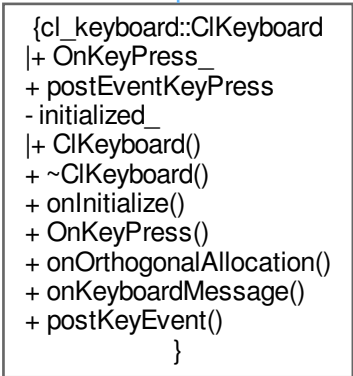 {cl_keyboard::ClKeyboard
|+ OnKeyPress_
+ postEventKeyPress
- initialized_
|+ ClKeyboard()
+ ~ClKeyboard()
+ onInitialize()
+ OnKeyPress()
+ onOrthogonalAllocation()
+ onKeyboardMessage()
+ postKeyEvent()
}